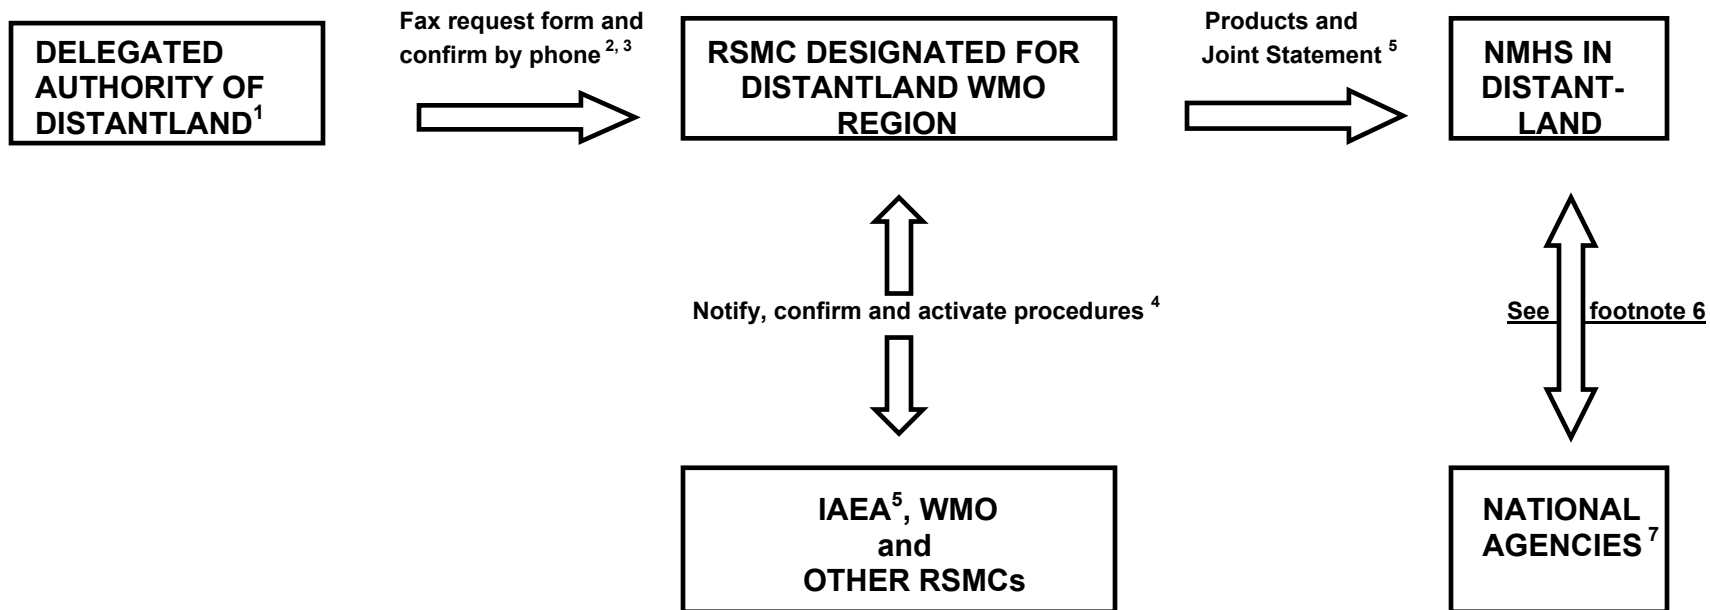 DELEGATED
AUTHORITY OF
DISTANTLAND1
Fax request form and
confirm by phone 2, 3
RSMC DESIGNATED FOR
DISTANTLAND WMO
REGION
Products and
Joint Statement 5
NMHS IN
DISTANT-
LAND
Notify, confirm and activate procedures 4
See footnote 6
IAEA5, WMO
and
OTHER RSMCs
NATIONAL
AGENCIES 7